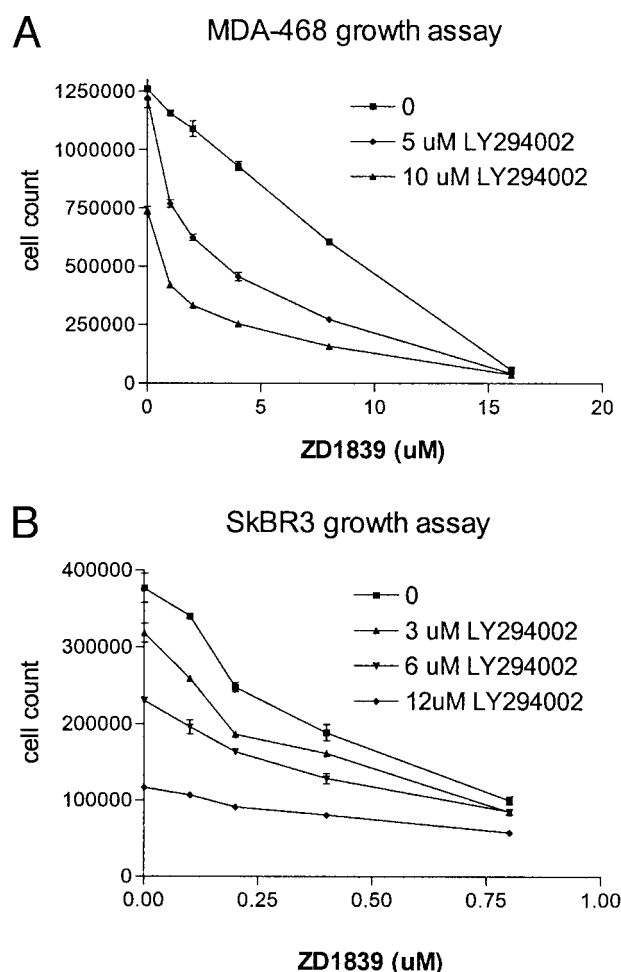 A
MDA-468 growth assay
1250000
1000000
750000
500000
250000
0
cell count
0
5 uM LY294002
10 uM LY294002
0
5
10
15
20
ZD1839 (uM)
B
SkBR3 growth assay
400000
300000
200000
100000
0
cell count
0
3 uM LY294002
6 uM LY294002
12uM LY294002
0.00
0.25
0.50
0.75
1.00
ZD1839 (uM)